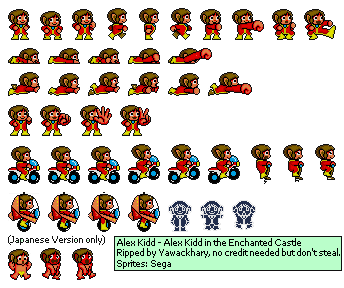 (Japanese Version only)
Alex Kidd - Alex Kidd in the Enchanted Castle
Ripped by Yawackhary, no credit needed but don't steal.
Sprites: Sega